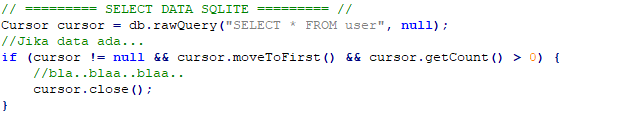 // ========= SELECT DATA SQLITE ========= //
Cursor cursor = db.rawQuery("SELECT * FROM user", null);
//Jika data ada...
if (cursor != null && cursor.moveToFirst() && cursor.getCount() > 0) {
    //bla..blaa..blaa..
    cursor.close();
}